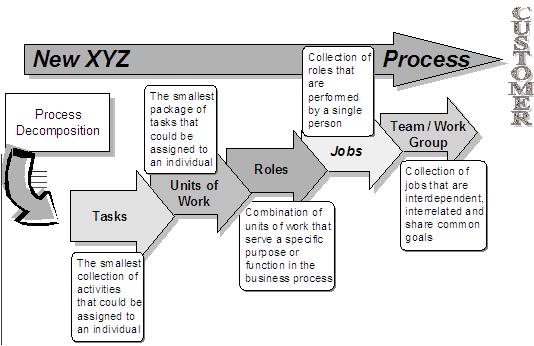 New XYZ Process
CUSTOMER
Process
Decomposition
The smallest
package of
tasks that
could be
assigned to
an individual
Collection of
roles that
are
performed
by a single
person
Tasks
Units of
Work
Roles
Jobs
Team / Work
Group
The smallest
collection of
activities
that could be
assigned to
an individual
Combination of
units of work that
serve a specific
purpose or
function in the
business process
Collection of
jobs that are
interdependent,
interrelated and
share common
goals